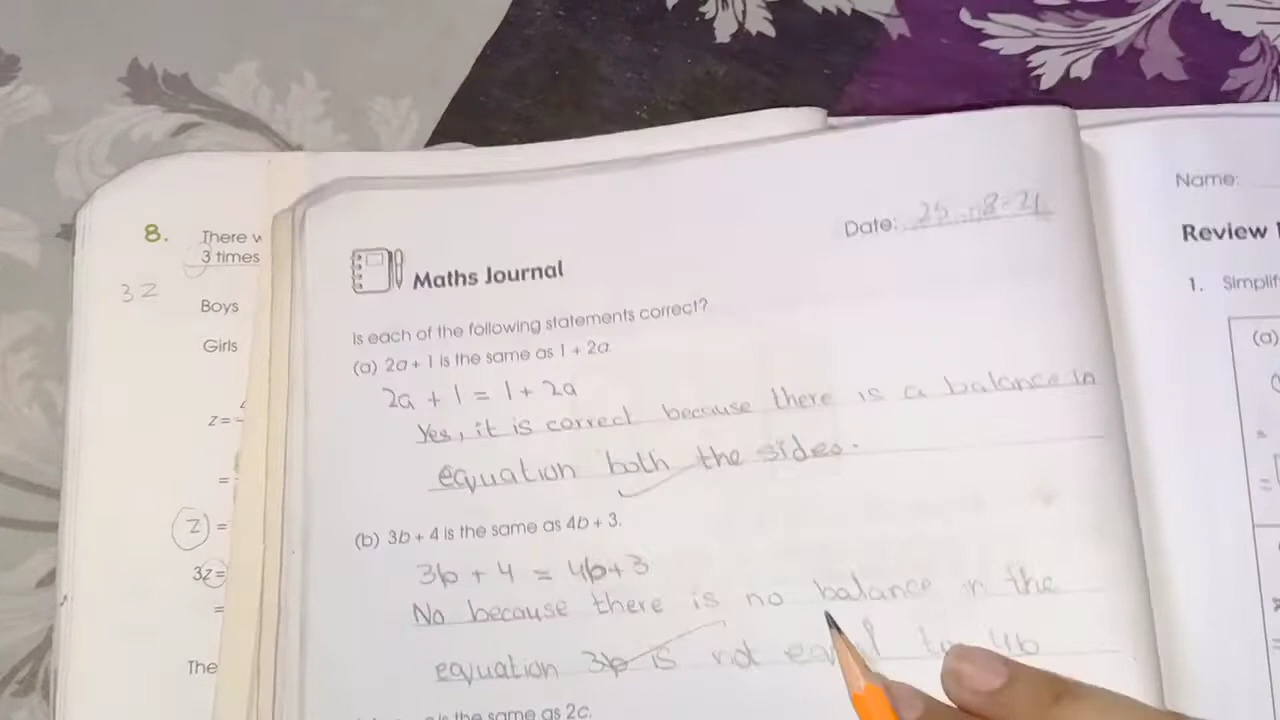 8.
There
3 times
3z
Boys
Girls
z=
=
z =
3z=
=
The
Date: 25 -8-21
Maths Journal
Is each of the following statements correct?
(a) 2a + 1 is the same as 1 + 2a.
2a + 1 = 1 + 2a
Yes, it is correct because there is a balance in
equation both the sides.
(b) 3b + 4 is the same as 4b + 3.
3b + 4 = 4b+3
No because there is no balance in the
equation 3b is not equal to 4b
is the same as 2c.
Name:
Review
1. Simplif
(a)
=